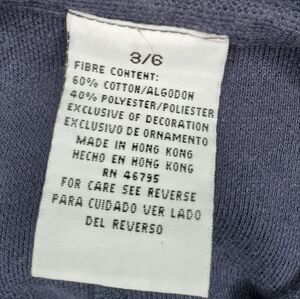 3/6
FIBRE CONTENT:
60% COTTON/ALGODON
40% POLYESTER/POLIESTER
EXCLUSIVE OF DECORATION
EXCLUSIVO DE ORNAMENTO
MADE IN HONG KONG
HECHO EN HONG KONG
RN 46795
FOR CARE SEE REVERSE
PARA CUIDADO VER LADO
DEL REVERSO